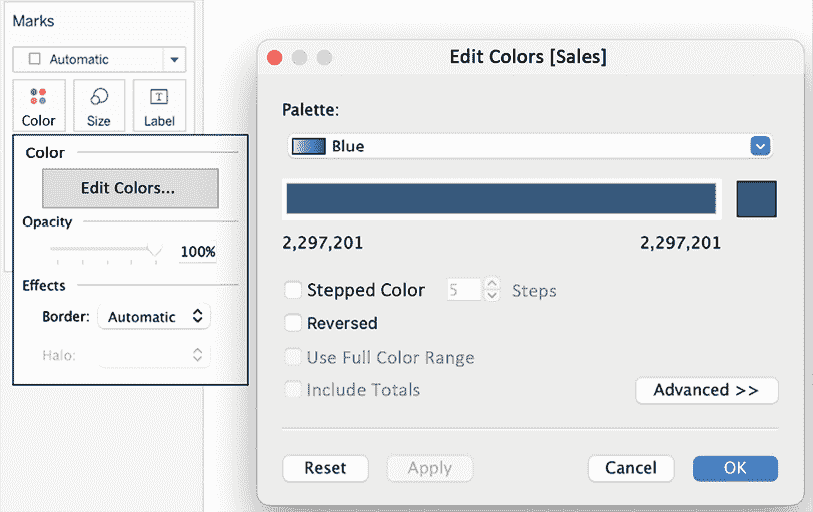 Marks
Automatic
Color Size Label
Color
Edit Colors...
Opacity
100%
Effects
Border: Automatic
Halo:
Edit Colors [Sales]
Palette:
Blue
2,297,201 2,297,201
Stepped Color 5 Steps
Reversed
Use Full Color Range
Include Totals
Advanced >>
Reset Apply Cancel OK